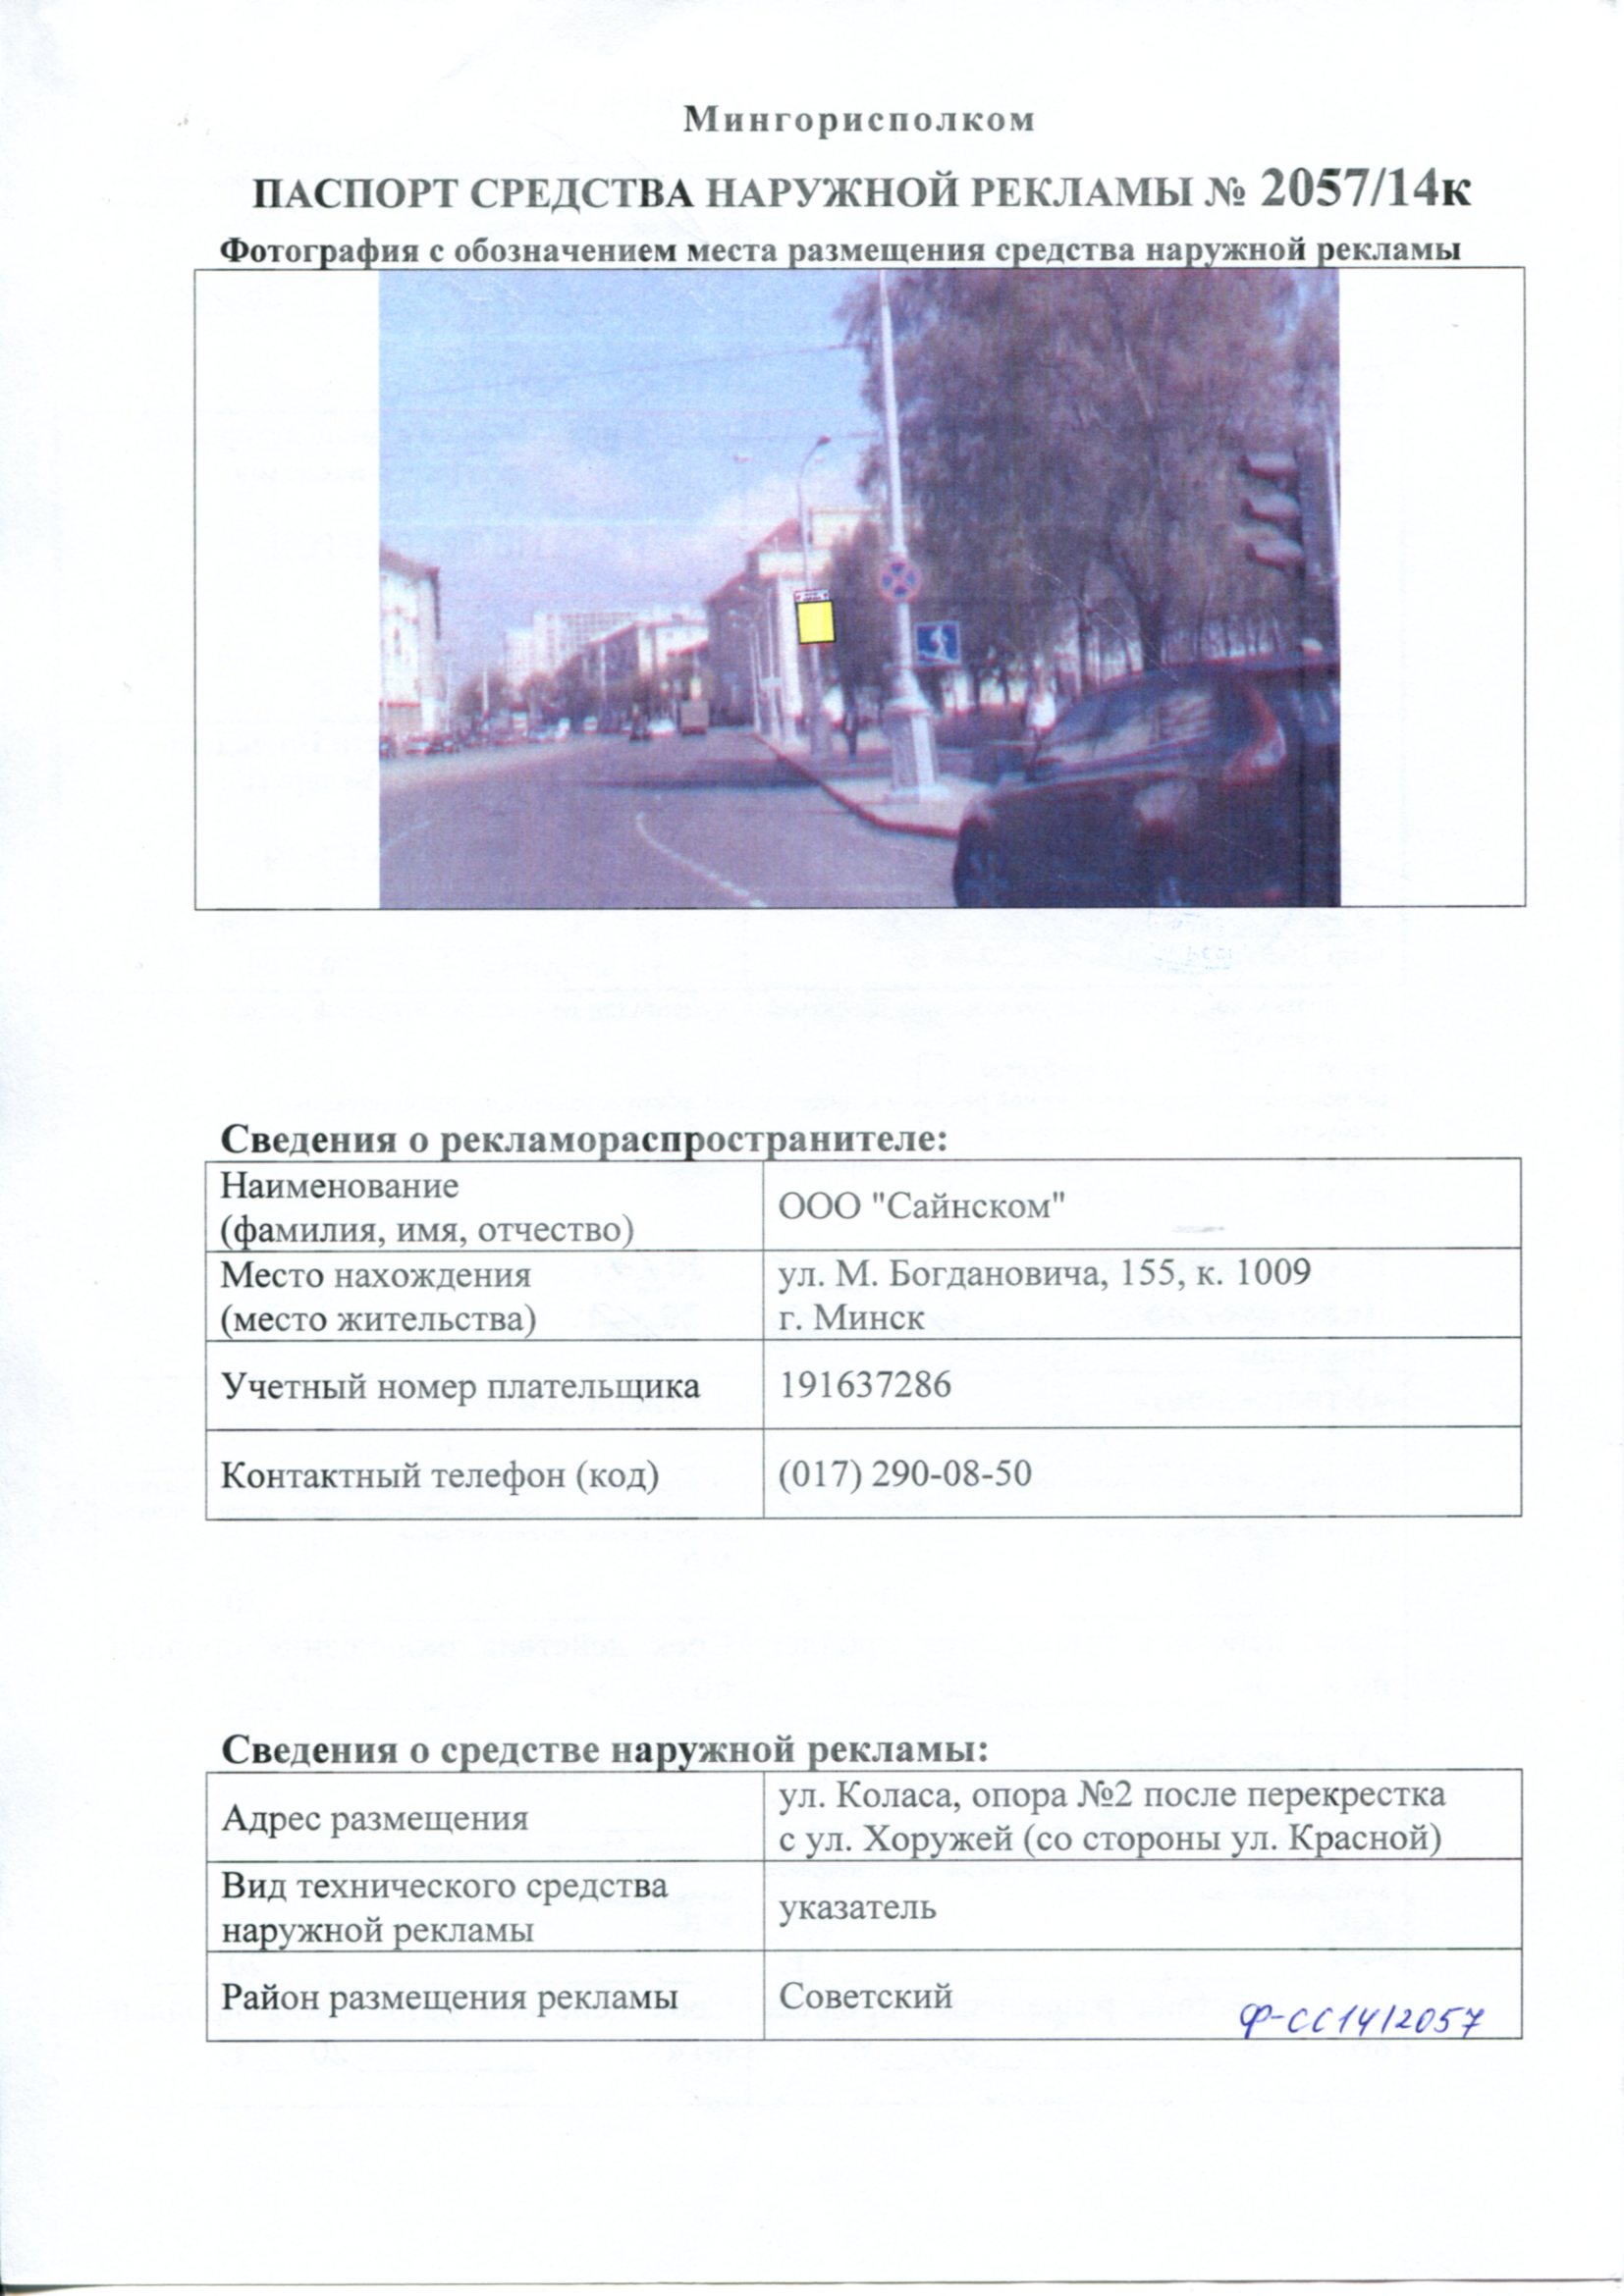 Мингорисполком
ПАСПОРТ СРЕДСТВА НАРУЖНОЙ РЕКЛАМЫ № 2057/14к
Фотография с обозначением места размещения средства наружной рекламы
Сведения о рекламораспространителе:
Наименование
(фамилия, имя, отчество)
ООО "Сайнском"
Место нахождения
(место жительства)
ул. М. Богдановича, 155, к. 1009
г. Минск
Учетный номер плательщика
191637286
Контактный телефон (код)
(017) 290-08-50
Сведения о средстве наружной рекламы:
Адрес размещения
ул. Коласа, опора №2 после перекрестка
с ул. Хоружей (со стороны ул. Красной)
Вид технического средства
наружной рекламы
указатель
Район размещения рекламы
Советский
Ф-СС14/2057